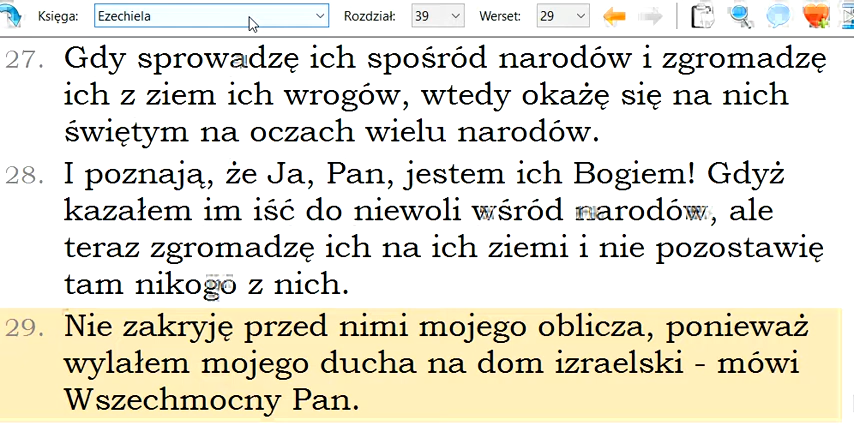 Księga: Ezechiela Rozdział: 39 Werset: 29
27. Gdy sprowadzę ich spośród narodów i zgromadzę
ich z ziem ich wrogów, wtedy okażę się na nich
świętym na oczach wielu narodów.
28. I poznają, że Ja, Pan, jestem ich Bogiem! Gdyż
kazałem im iść do niewoli wśród narodów, ale
teraz zgromadzę ich na ich ziemi i nie pozostawię
tam nikogo z nich.
29. Nie zakryję przed nimi mojego oblicza, ponieważ
wylałem mojego ducha na dom izraelski - mówi
Wszechmocny Pan.